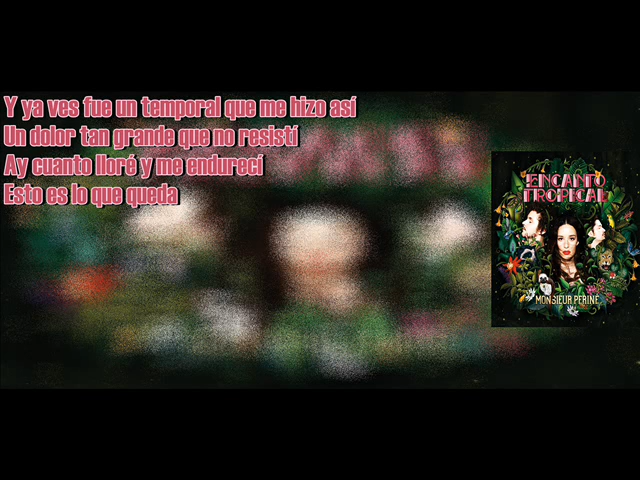 Y ya ves fue un temporal que me hizo así
Un dolor tan grande que no resistí
Ay cuanto lloré y me endurecí
Esto es lo que queda
ENCANTO
TROPICAL
MONSIEUR PERINÉ